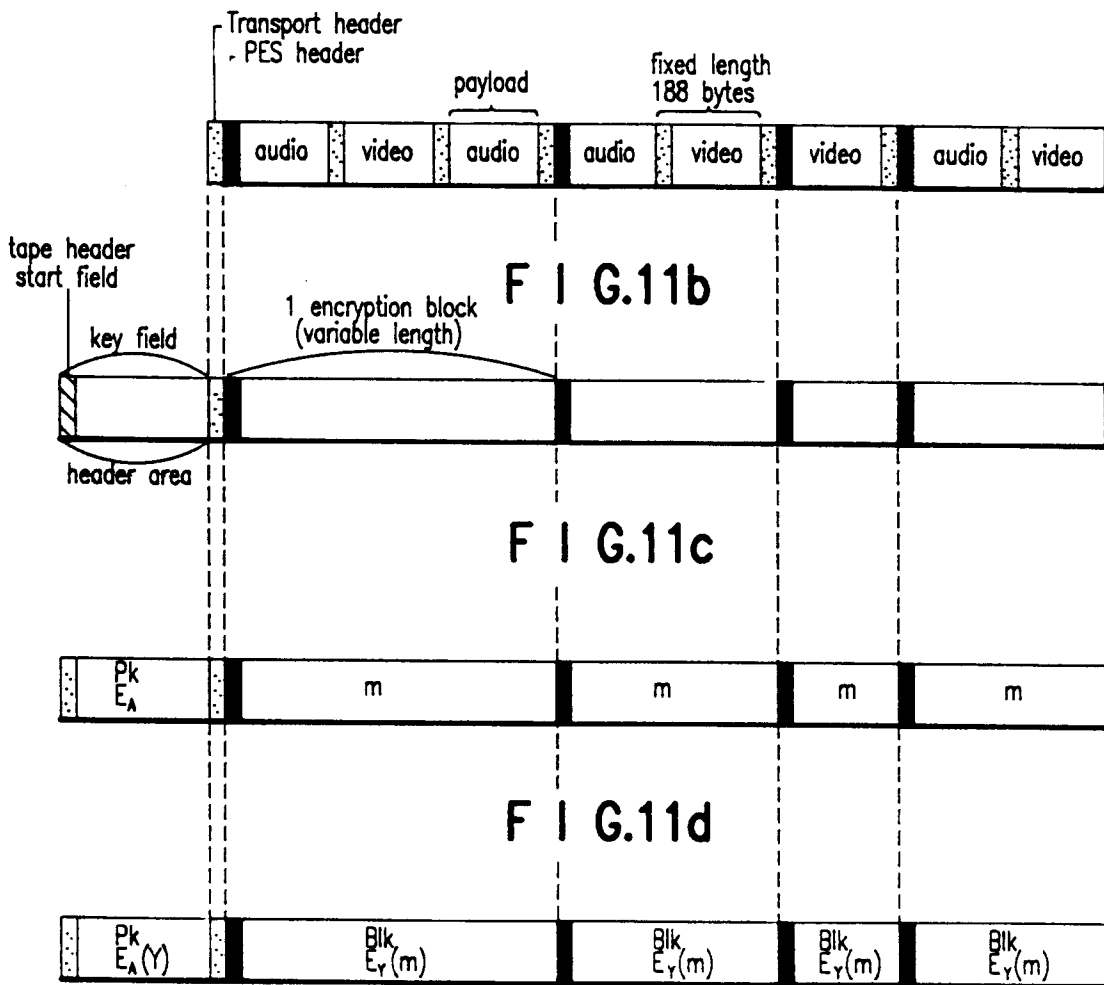 Transport header
PES header
payload
fixed length
188 bytes
audio video audio audio video video audio video
F I G.11b
tape header
start field
key field
1 encryption block
(variable length)
header area
F I G.11c
Pk
E_A
m m m m
F I G.11d
Pk
E_A(Y)
Blk
E_Y(m)
Blk
E_Y(m)
Blk
E_Y(m)
Blk
E_Y(m)